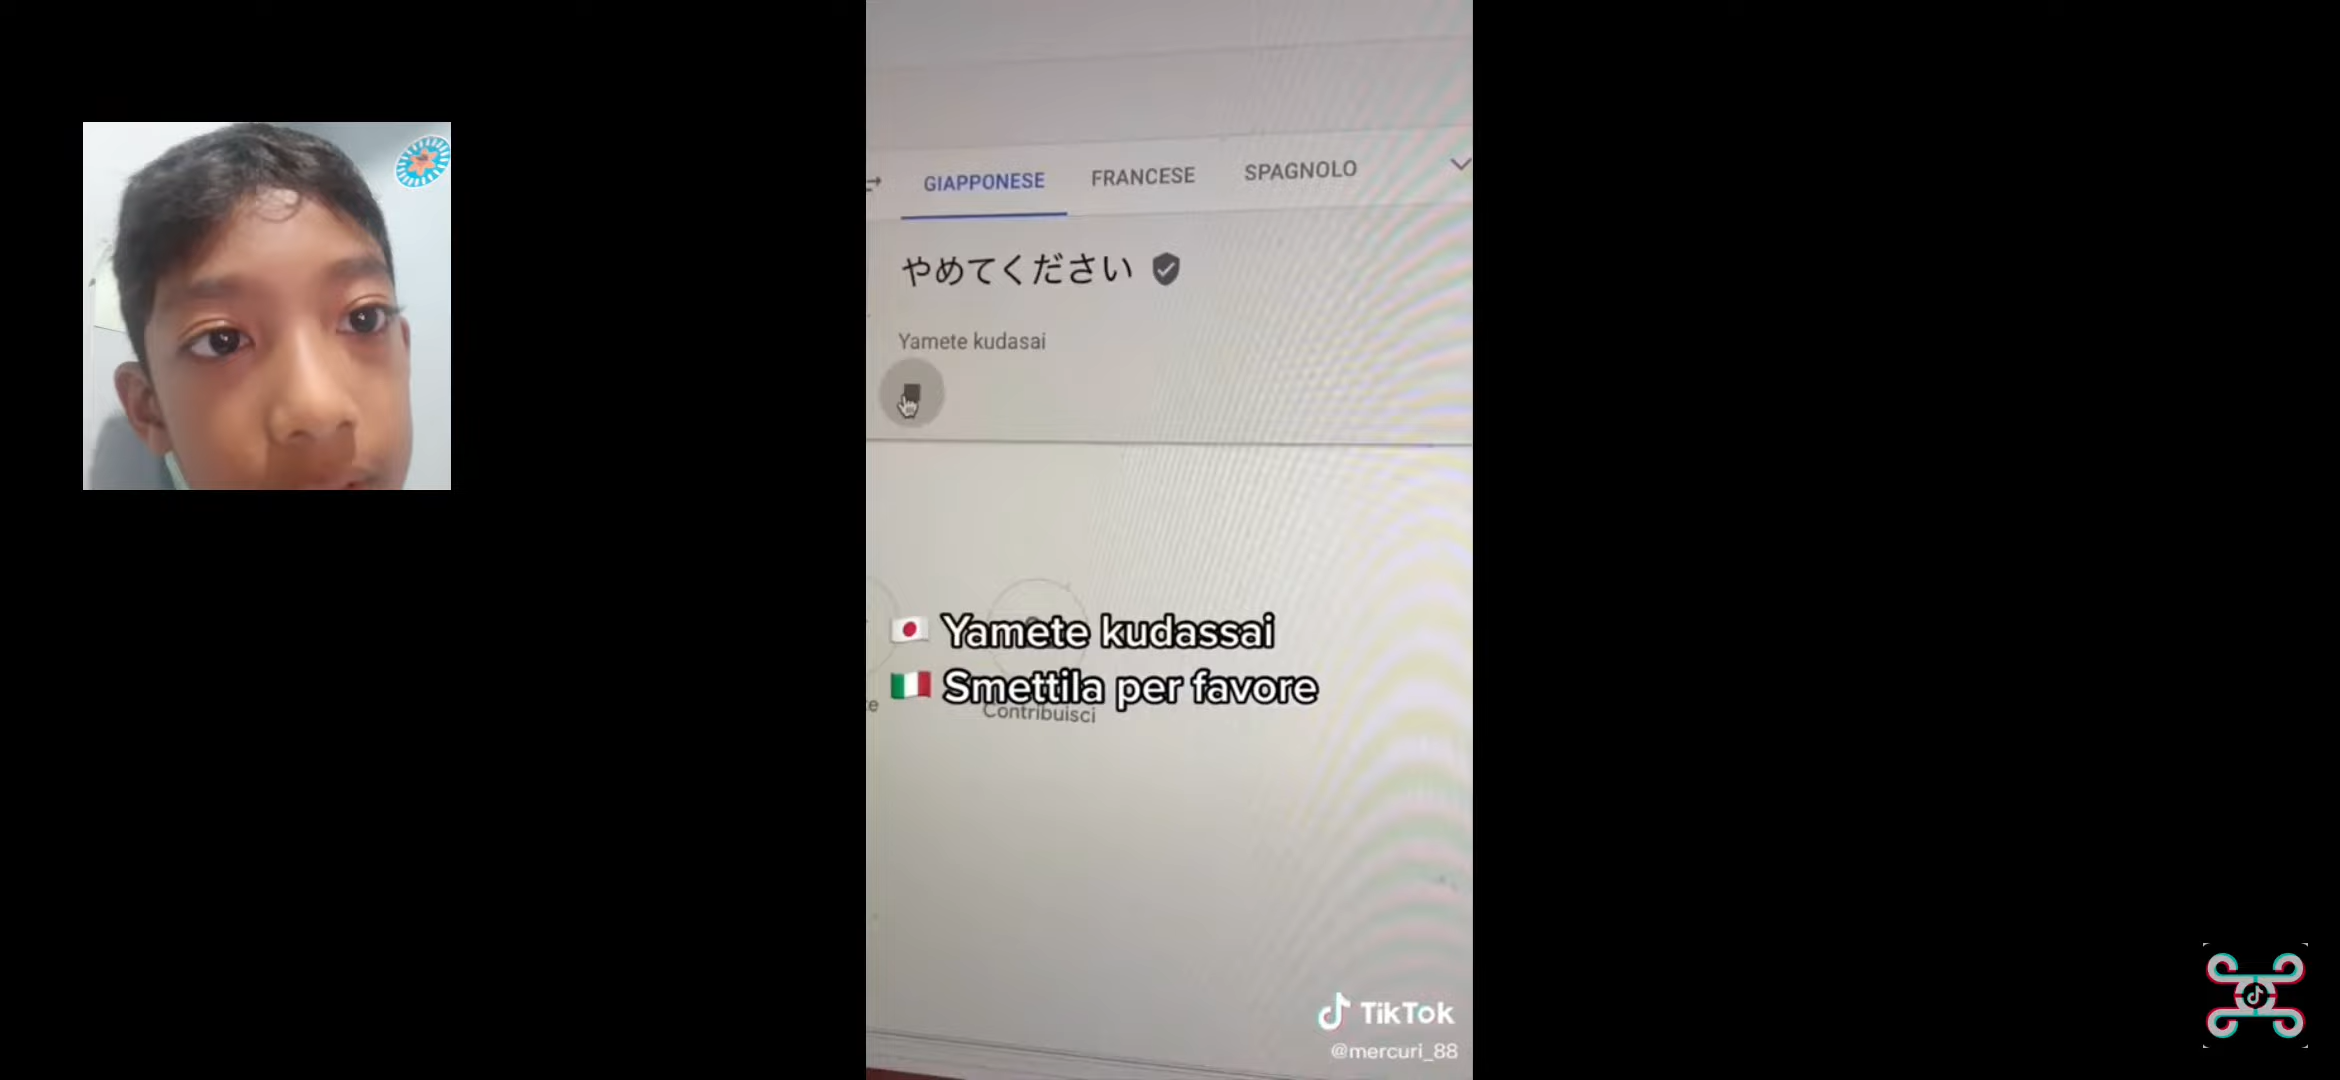 GIAPPONESE FRANCESE SPAGNOLO
やめてください
Yamete kudasai
🇯🇵 Yamete kudassai
🇮🇹 Smettila per favore
Contribuisci
TikTok
@mercuri_88